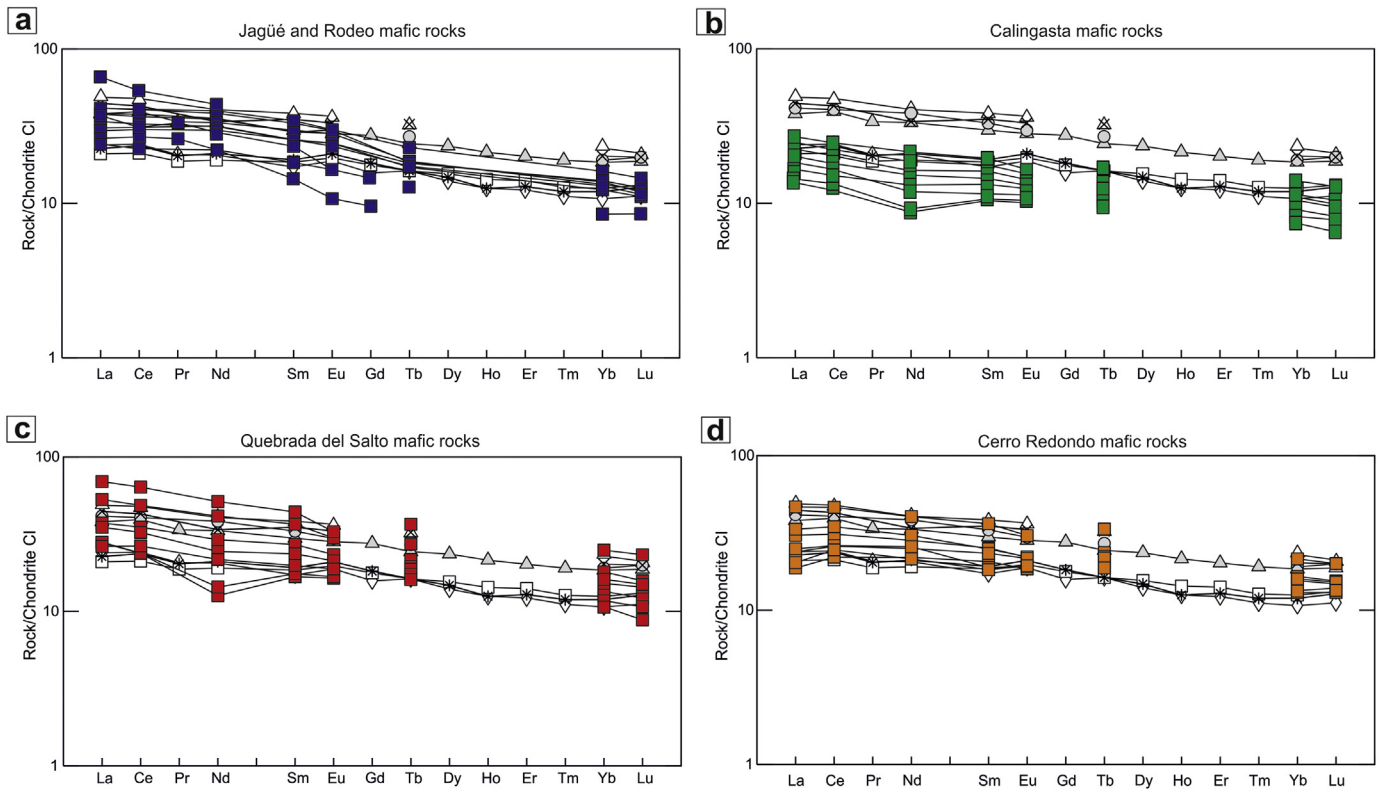 a
Jagüé and Rodeo mafic rocks
100
10
1
Rock/Chondrite CI
La Ce Pr Nd Sm Eu Gd Tb Dy Ho Er Tm Yb Lu
b
Calingasta mafic rocks
100
10
1
Rock/Chondrite CI
La Ce Pr Nd Sm Eu Gd Tb Dy Ho Er Tm Yb Lu
c
Quebrada del Salto mafic rocks
100
10
1
Rock/Chondrite CI
La Ce Pr Nd Sm Eu Gd Tb Dy Ho Er Tm Yb Lu
d
Cerro Redondo mafic rocks
100
10
1
Rock/Chondrite CI
La Ce Pr Nd Sm Eu Gd Tb Dy Ho Er Tm Yb Lu